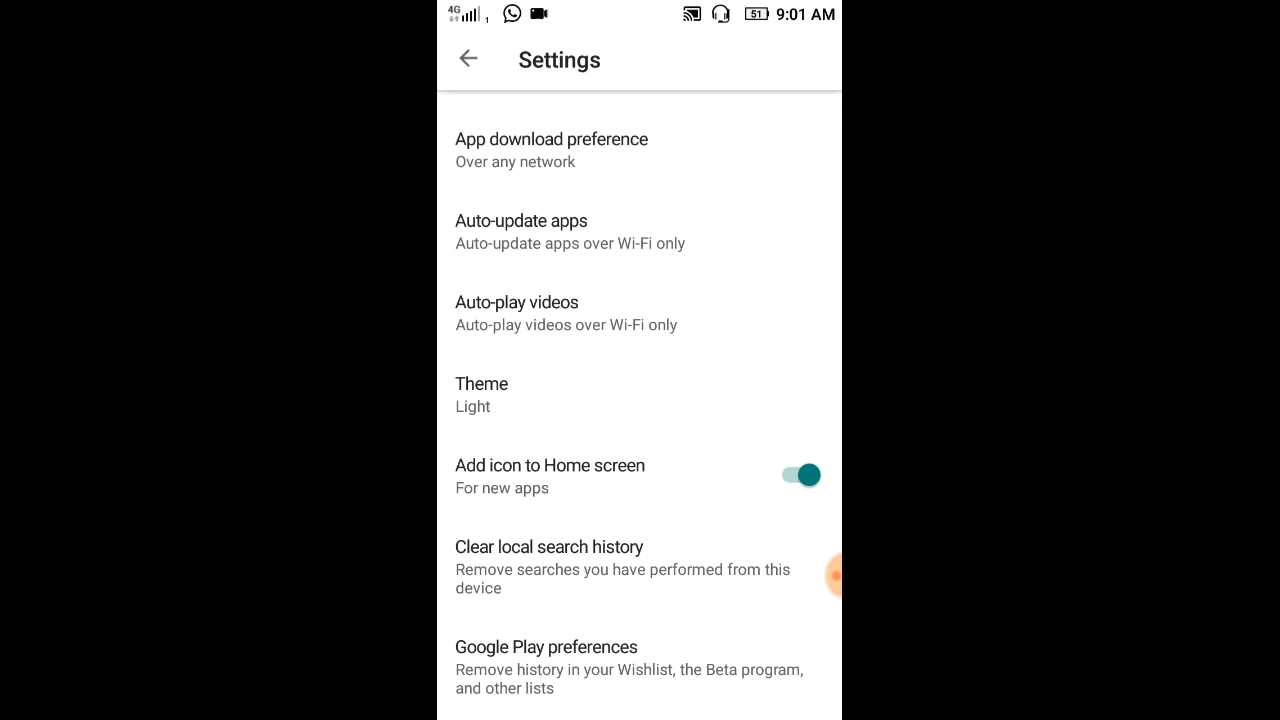 4G 1 51 9:01 AM
Settings
App download preference
Over any network
Auto-update apps
Auto-update apps over Wi-Fi only
Auto-play videos
Auto-play videos over Wi-Fi only
Theme
Light
Add icon to Home screen
For new apps
Clear local search history
Remove searches you have performed from this
device
Google Play preferences
Remove history in your Wishlist, the Beta program,
and other lists